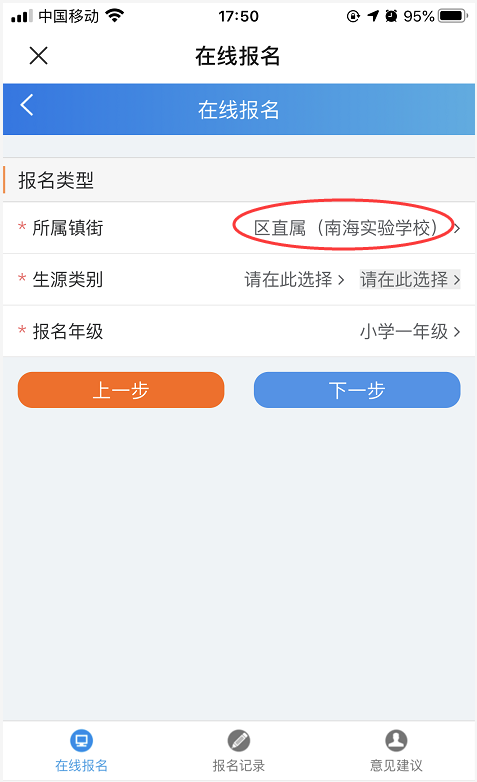 中国移动 17:50 95%
在线报名
在线报名
报名类型
* 所属镇街 区直属（南海实验学校）
* 生源类别 请在此选择 请在此选择
* 报名年级 小学一年级
上一步 下一步
在线报名 报名记录 意见建议